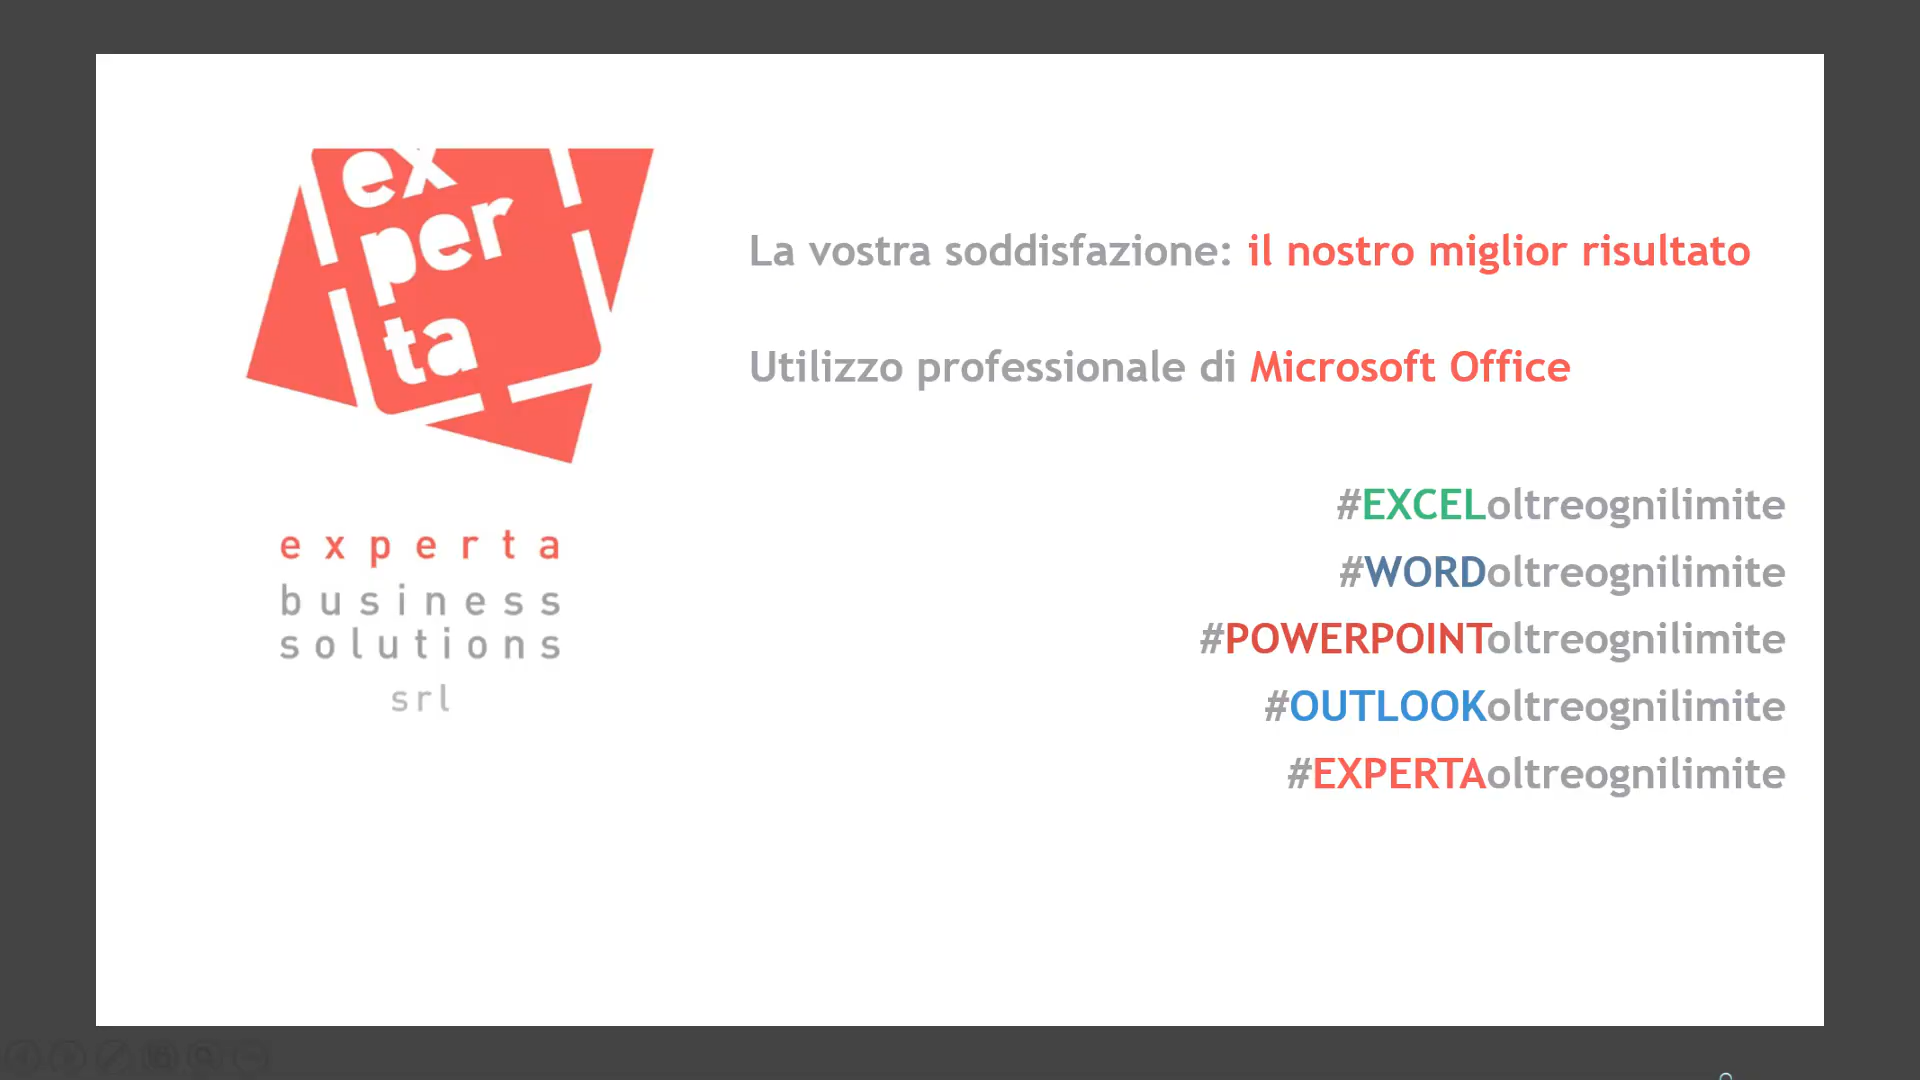 ex
per
ta
experta
business
solutions
srl
La vostra soddisfazione: il nostro miglior risultato
Utilizzo professionale di Microsoft Office
#EXCELoltreognilimite
#WORDoltreognilimite
#POWERPOINToltreognilimite
#OUTLOOKoltreognilimite
#EXPERTAoltreognilimite